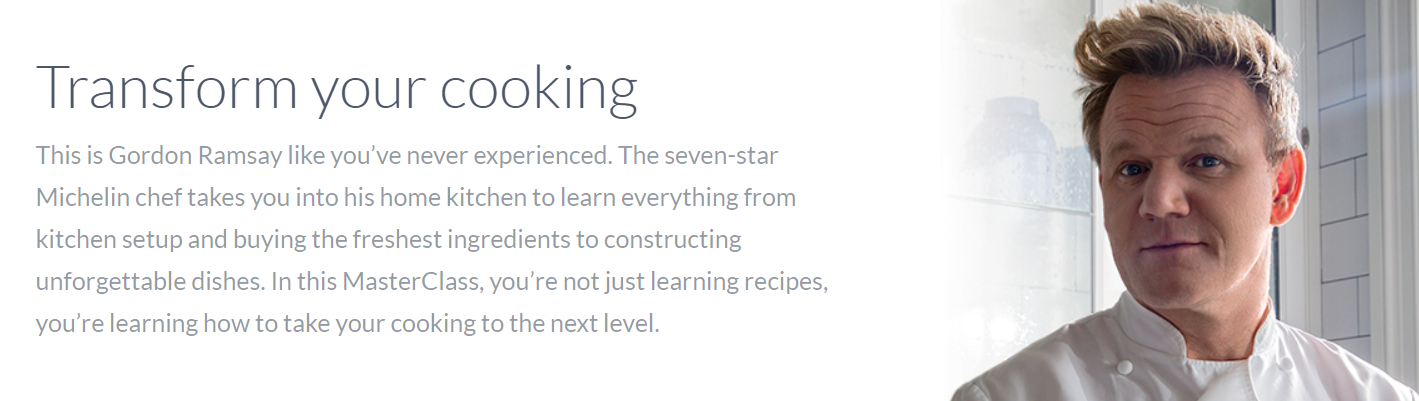 Transform your cooking
This is Gordon Ramsay like you’ve never experienced. The seven-star
Michelin chef takes you into his home kitchen to learn everything from
kitchen setup and buying the freshest ingredients to constructing
unforgettable dishes. In this MasterClass, you’re not just learning recipes,
you’re learning how to take your cooking to the next level.